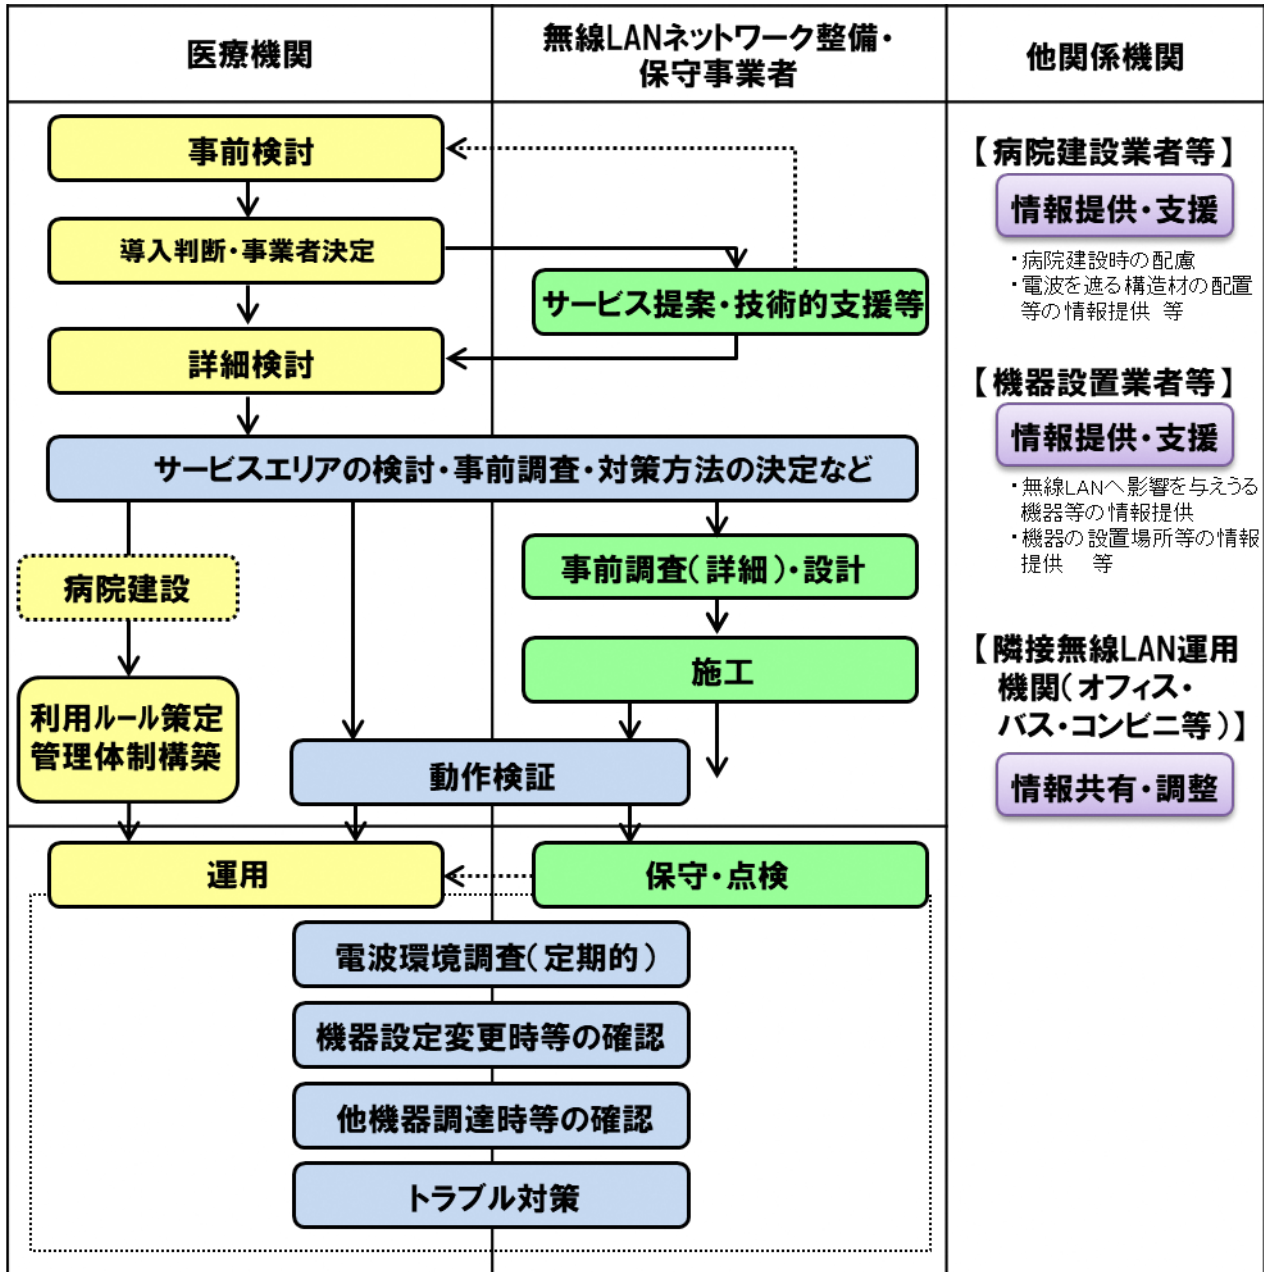 医療機関
無線LANネットワーク整備・
保守事業者
他関係機関
事前検討
導入判断・事業者決定
サービス提案・技術的支援等
詳細検討
サービスエリアの検討・事前調査・対策方法の決定など
病院建設
事前調査(詳細)・設計
施工
利用ルール策定
管理体制構築
動作検証
運用
保守・点検
電波環境調査(定期的)
機器設定変更時等の確認
他機器調達時等の確認
トラブル対策
【病院建設業者等】
情報提供・支援
・病院建設時の配慮
・電波を遮る構造材の配置
等の情報提供 等
【機器設置業者等】
情報提供・支援
・無線LANへ影響を与えうる
機器等の情報提供
・機器の設置場所等の情報
提供 等
【隣接無線LAN運用
機関(オフィス・
バス・コンビニ等)】
情報共有・調整